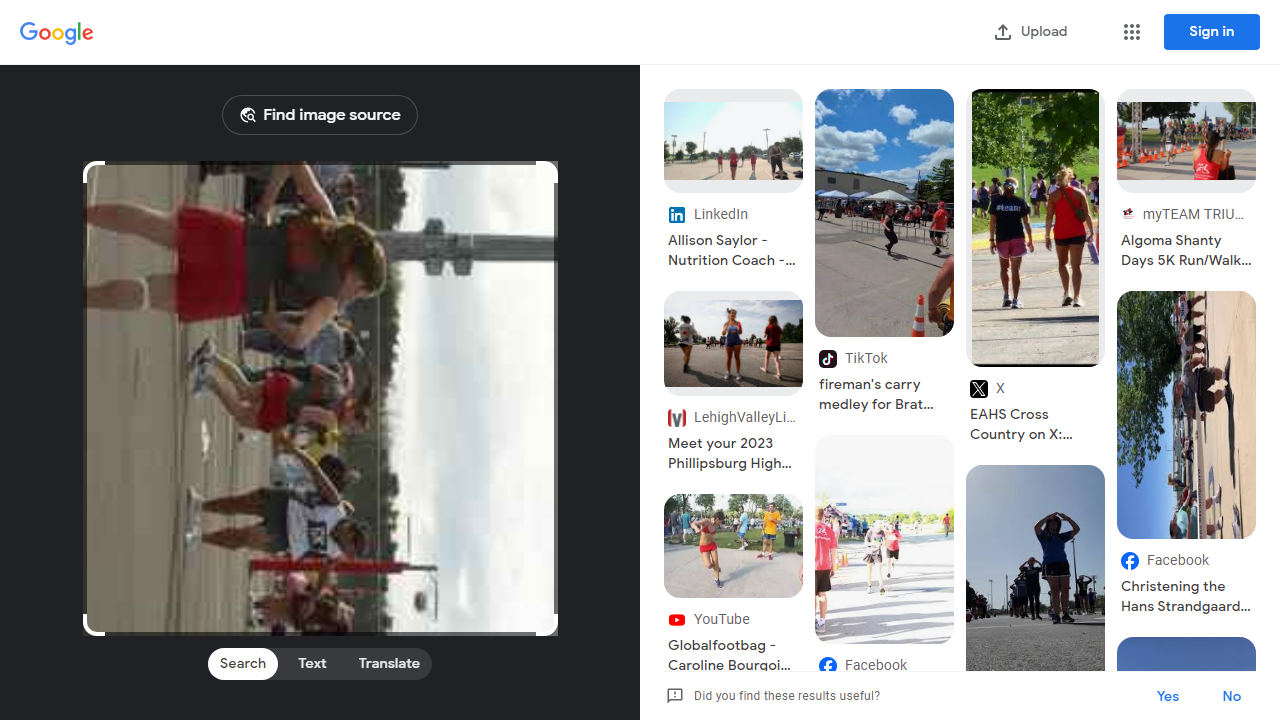 Google
Upload
Sign in
Find image source
Search
Text
Translate
LinkedIn
Allison Saylor -
Nutrition Coach -...
LehighValleyLi...
Meet your 2023
Phillipsburg High...
YouTube
Globalfootbag -
Caroline Bourgoi...
TikTok
fireman's carry
medley for Brat...
Facebook
#team
X
EAHS Cross
Country on X:...
myTEAM TRIU...
Algoma Shanty
Days 5K Run/Walk...
Facebook
Christening the
Hans Strandgaard...
Did you find these results useful?
Yes
No